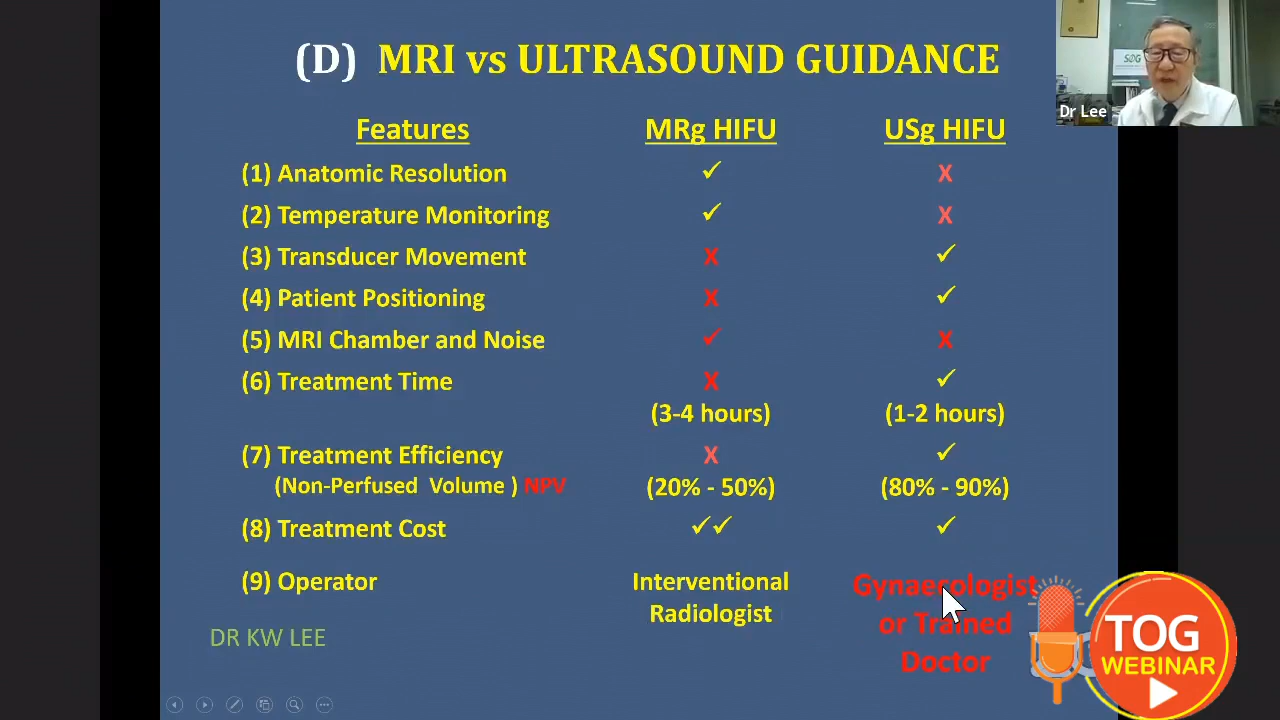 (D) MRI vs ULTRASOUND GUIDANCE
SOG
Dr Lee
Features MRg HIFU USg HIFU
(1) Anatomic Resolution ✓ X
(2) Temperature Monitoring ✓ X
(3) Transducer Movement X ✓
(4) Patient Positioning X ✓
(5) MRI Chamber and Noise ✓ X
(6) Treatment Time X ✓
(3-4 hours) (1-2 hours)
(7) Treatment Efficiency X ✓
(Non-Perfused Volume ) NPV (20% - 50%) (80% - 90%)
(8) Treatment Cost ✓✓ ✓
(9) Operator Interventional Gynaecologist
Radiologist or Trained
Doctor
DR KW LEE
TOG
WEBINAR